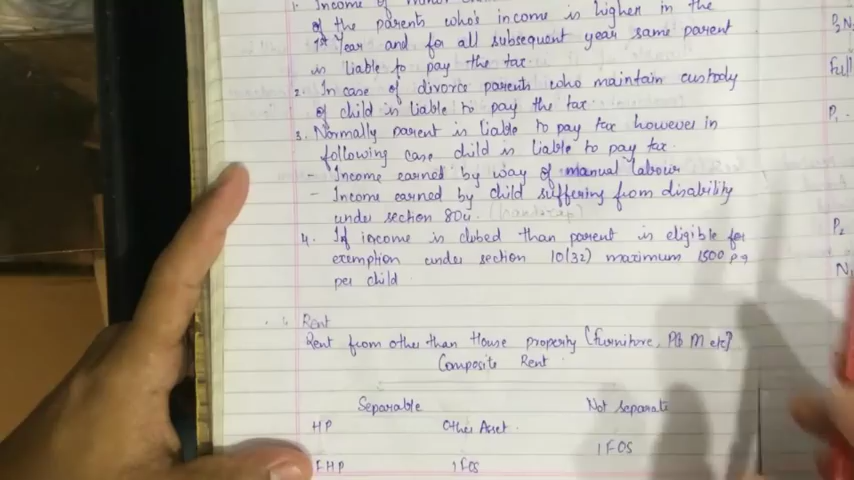 1. Income of
of the parents who's income is higher in the
1st Year and for all subsequent year same parent
is liable to pay the tax.
2. In case of divorce parents who maintain custody
of child is liable to pay the tax
3. Normally parent is liable to pay tax however in
following case child is liable to pay tax.
- Income earned by way of manual labour
- Income earned by child suffering from disability
under section 80u.
4. If income is clubed than parent is eligible for
exemption under section 10(32) maximum 1500 pa
per child.
Rent
Rent from other than House property (furniture, P&M etc]
Composite Rent
Separable Not separate
HP Other Asset.
IFOS
IFHP IFOS
Full
P1.
P2